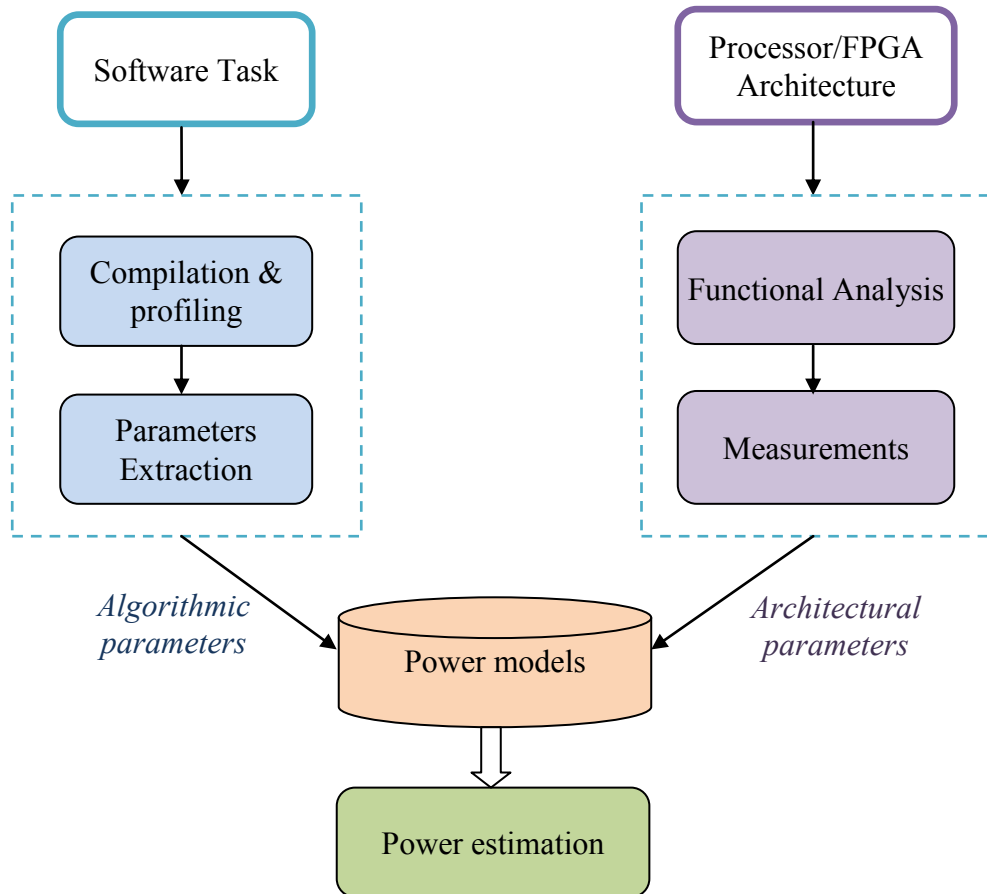 Software Task
Processor/FPGA
Architecture
Compilation &
profiling
Functional Analysis
Parameters
Extraction
Measurements
Algorithmic
parameters
Architectural
parameters
Power models
Power estimation